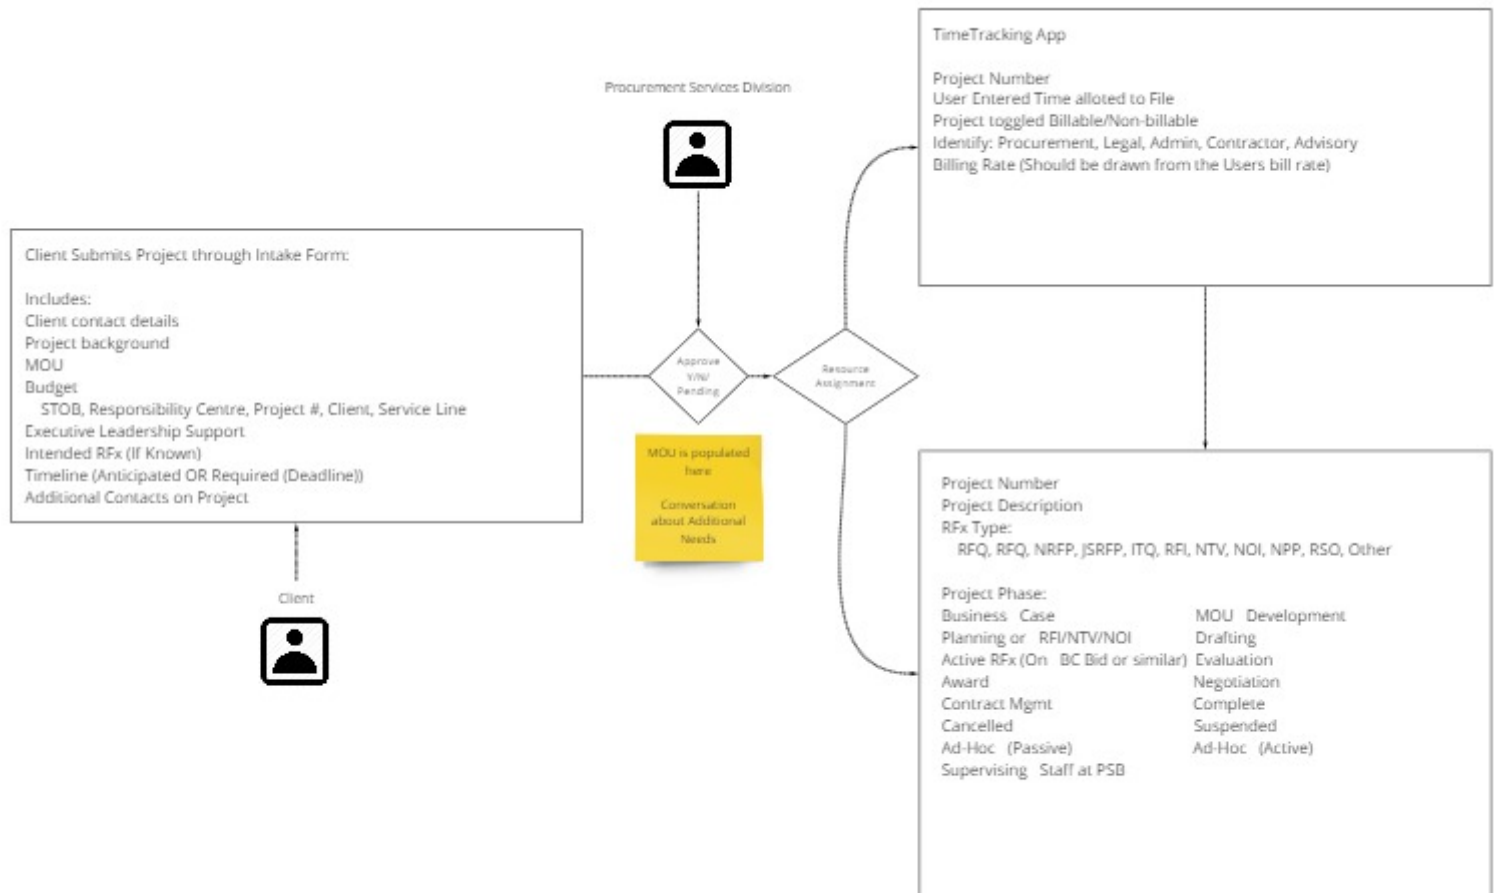 Client Submits Project through Intake Form:
Includes:
Client contact details
Project background
MOU
Budget
STOB, Responsibility Centre, Project #, Client, Service Line
Executive Leadership Support
Intended RFx (If Known)
Timeline (Anticipated OR Required (Deadline))
Additional Contacts on Project
Client
Procurement Services Division
Approve
Y/N/
Pending
MOU is populated
here
Conversation
about Additional
Needs
Resource
Assignment
TimeTracking App
Project Number
User Entered Time alloted to File
Project toggled Billable/Non-billable
Identify: Procurement, Legal, Admin, Contractor, Advisory
Billing Rate (Should be drawn from the Users bill rate)
Project Number
Project Description
RFx Type:
RFQ, RFQ, NRFP, JSRFP, ITQ, RFI, NTV, NOI, NPP, RSO, Other
Project Phase:
Business Case MOU Development
Planning or RFI/NTV/NOI Drafting
Active RFx (On BC Bid or similar) Evaluation
Award Negotiation
Contract Mgmt Complete
Cancelled Suspended
Ad-Hoc (Passive) Ad-Hoc (Active)
Supervising Staff at PSB